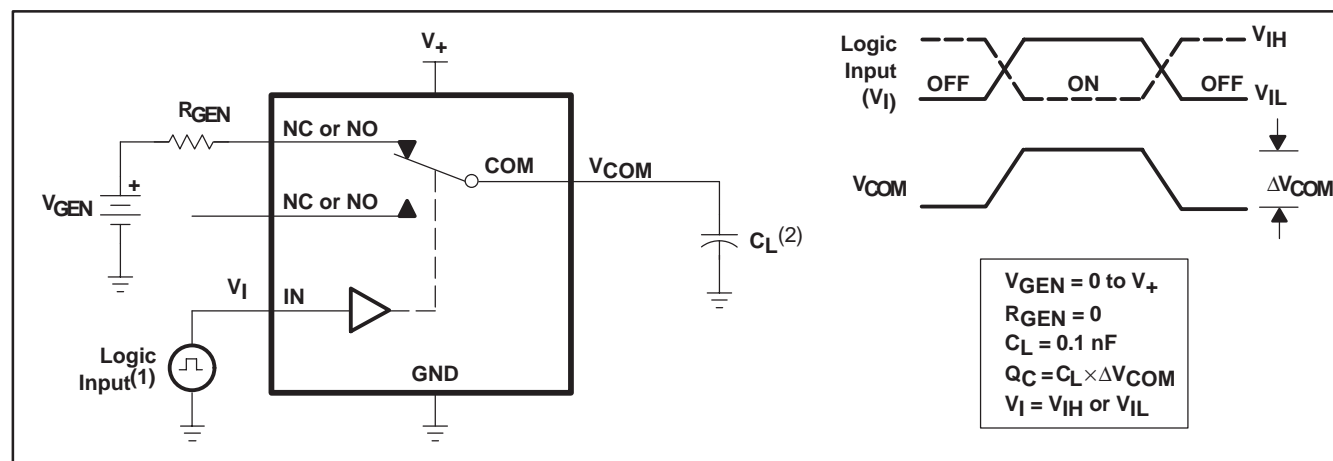 V+
RGEN
NC or NO
COM
VCOM
VGEN
+
NC or NO
CL(2)
VI
IN
Logic
Input(1)
GND
Logic
Input
(VI)
OFF
ON
OFF
VIH
VIL
VCOM
ΔVCOM
VGEN = 0 to V+
RGEN = 0
CL = 0.1 nF
QC = CL × ΔVCOM
VI = VIH or VIL